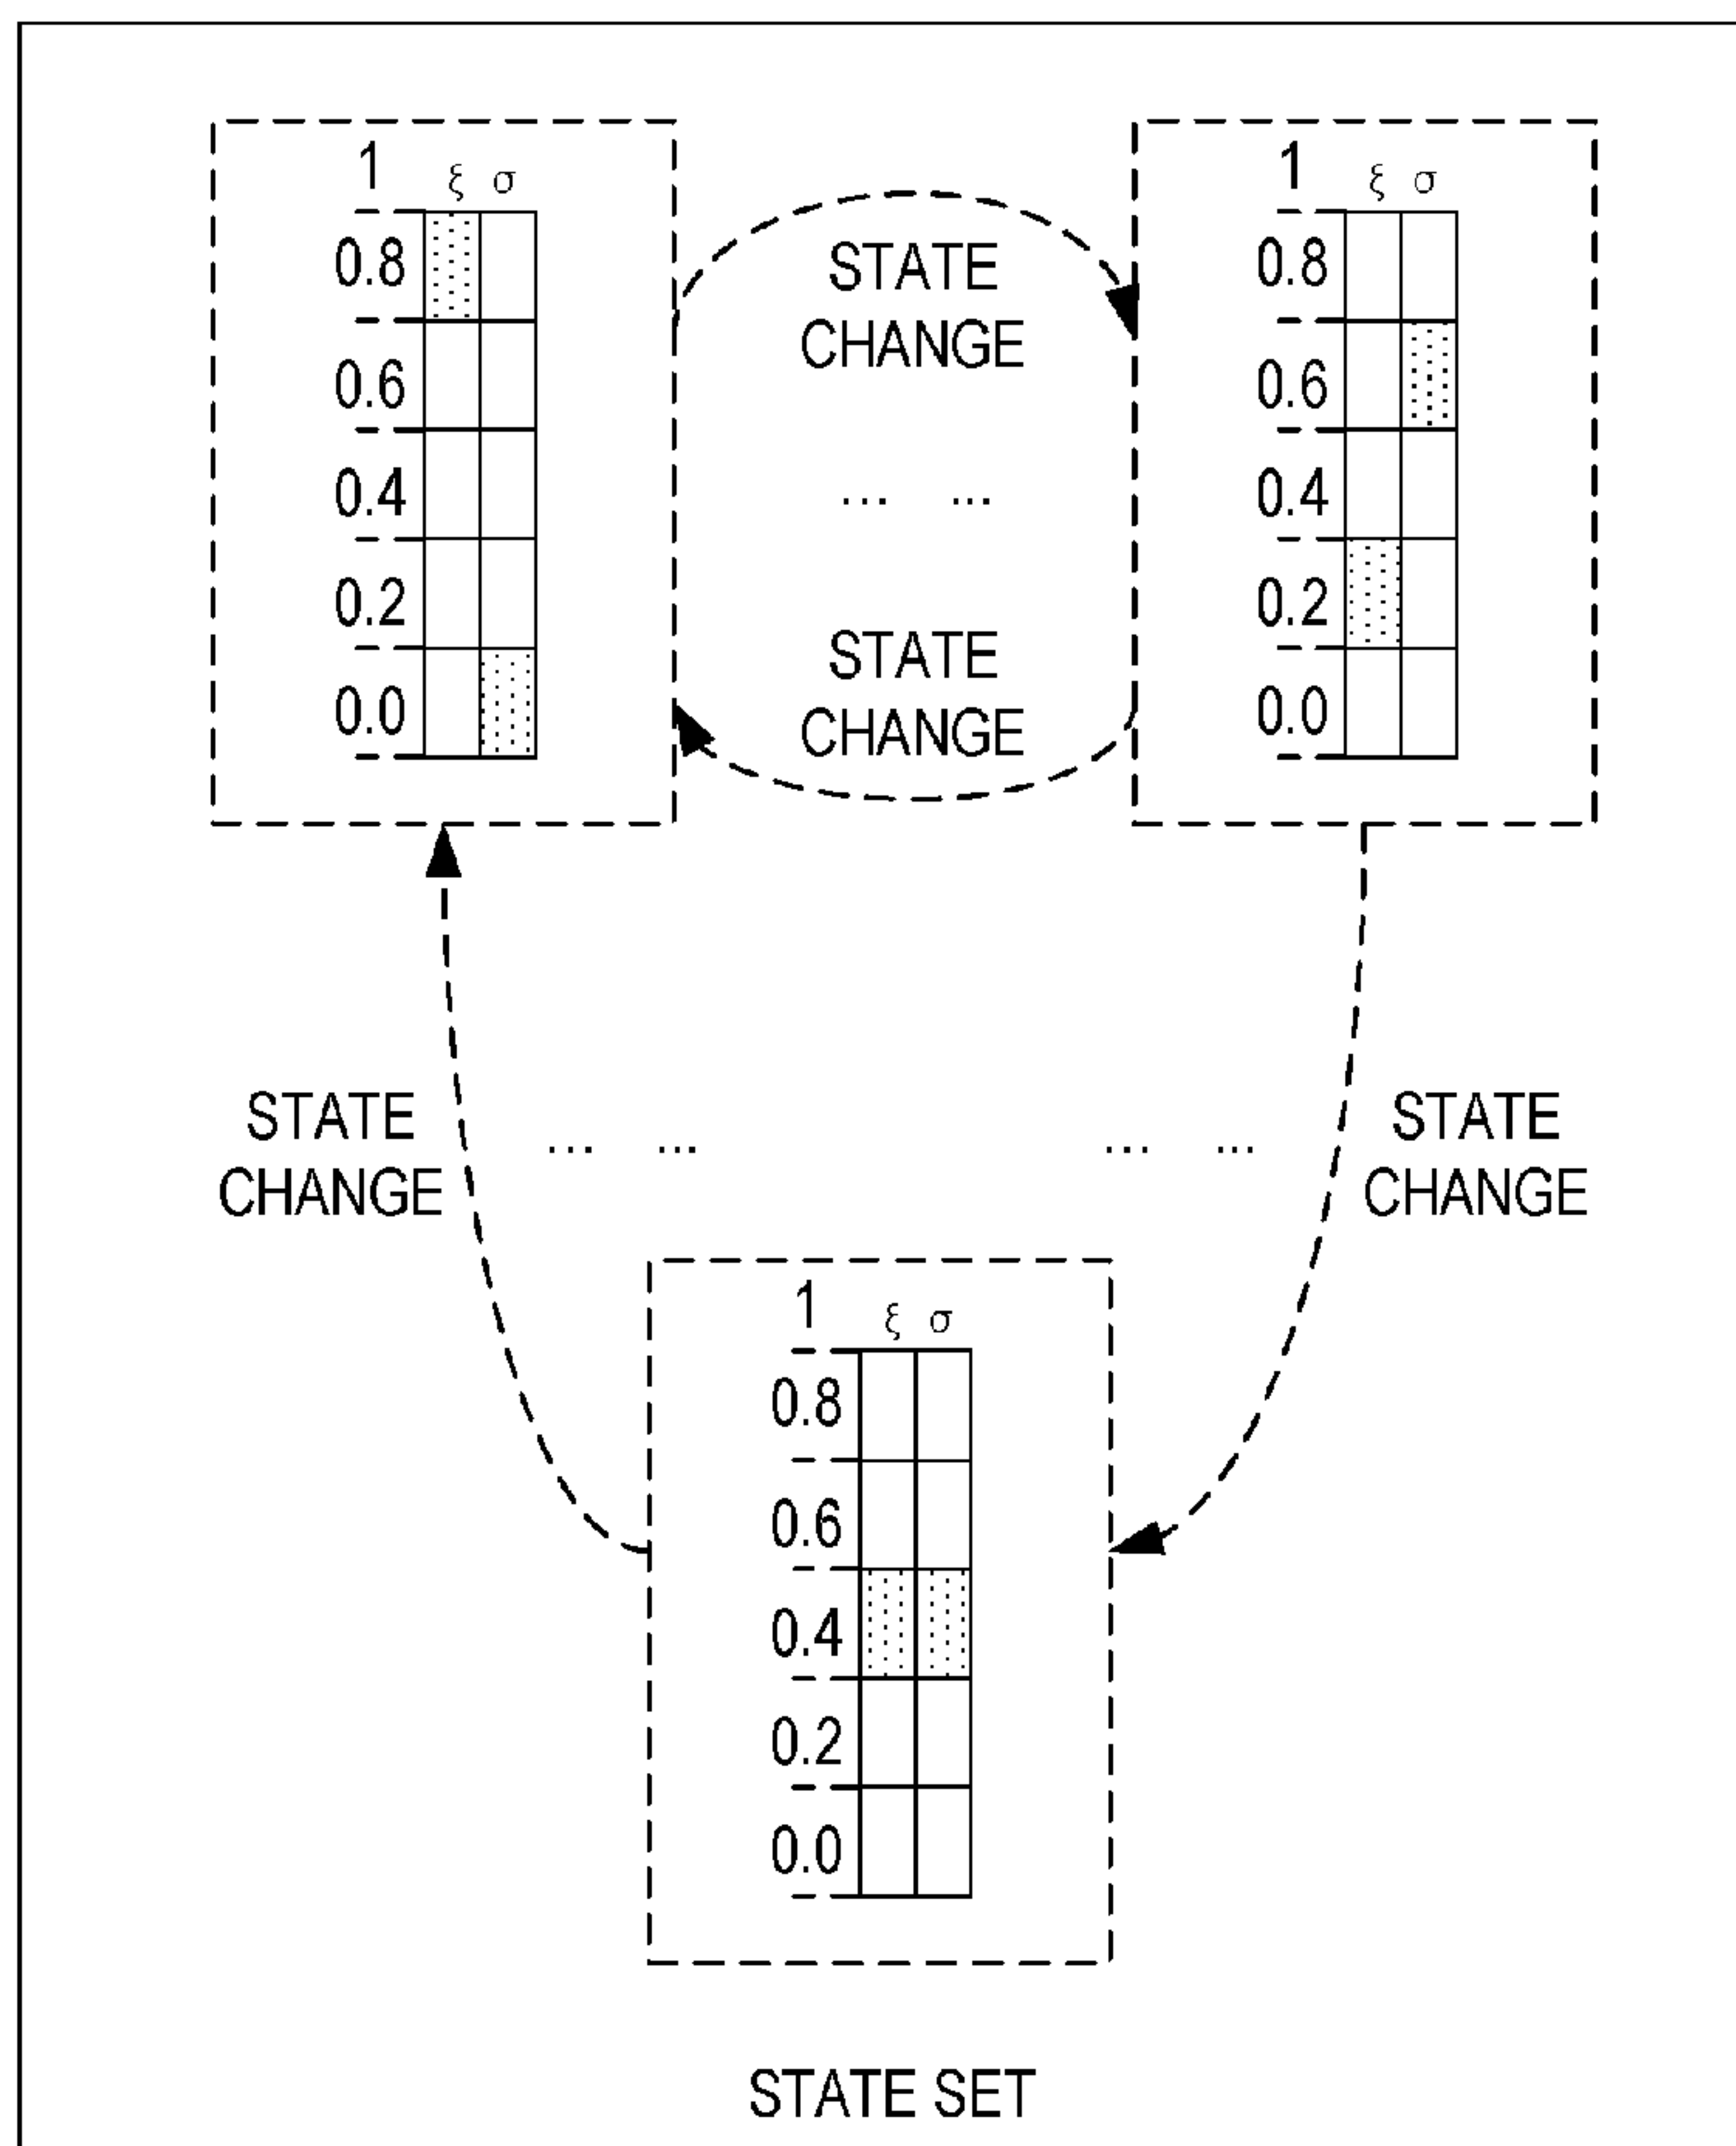 1 ξ σ
0.8
0.6
0.4
0.2
0.0
STATE
CHANGE
... ...
STATE
CHANGE
1 ξ σ
0.8
0.6
0.4
0.2
0.0
STATE
CHANGE
... ...
... ...
STATE
CHANGE
1 ξ σ
0.8
0.6
0.4
0.2
0.0
STATE SET